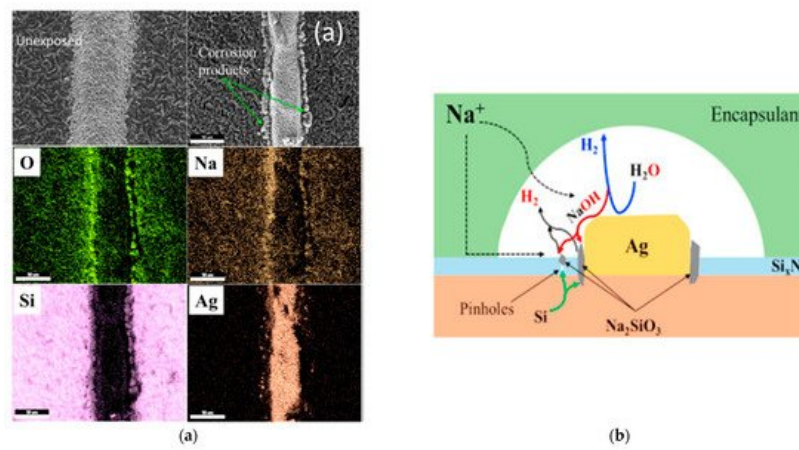 Unexposed
(a)
Corrosion
products
O
Na
Si
Ag
(a)
Na⁺
Encapsulant
H₂
H₂O
H₂
NaOH
Ag
Pinholes
Si
Na₂SiO₃
(b)